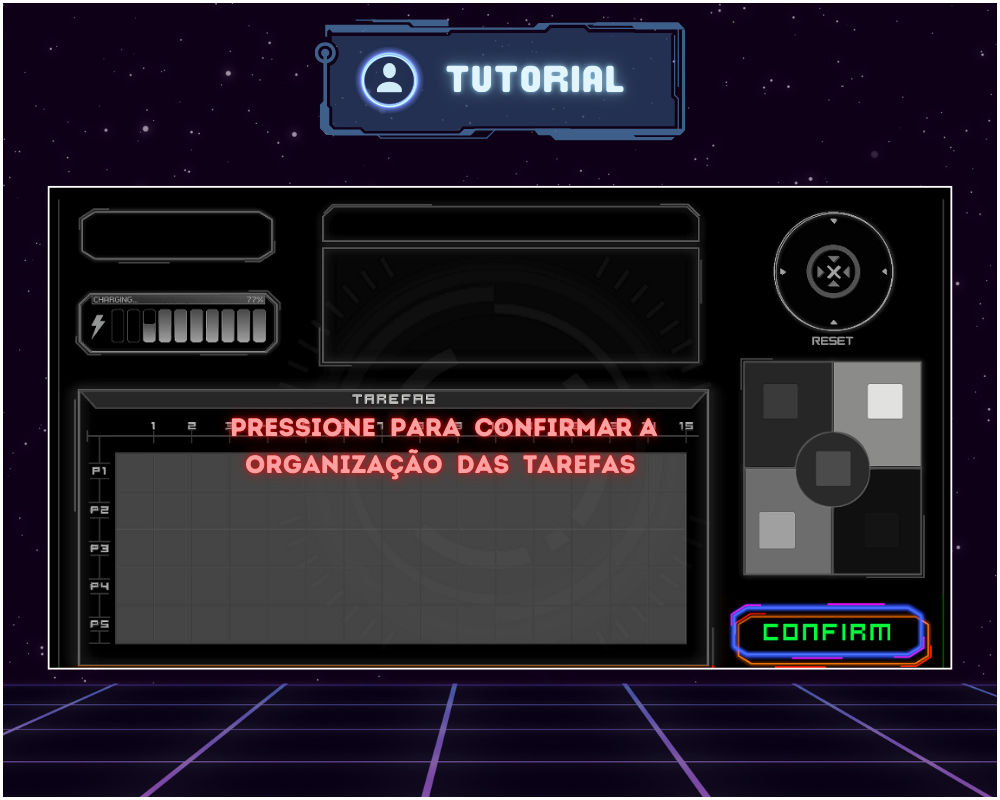 TUTORIAL
CHARGING... 77%
RESET
TAREFAS
PRESSIONE PARA CONFIRMAR A
1 2 15
ORGANIZAÇÃO DAS TAREFAS
P1
P2
P3
P4
P5
CONFIRM